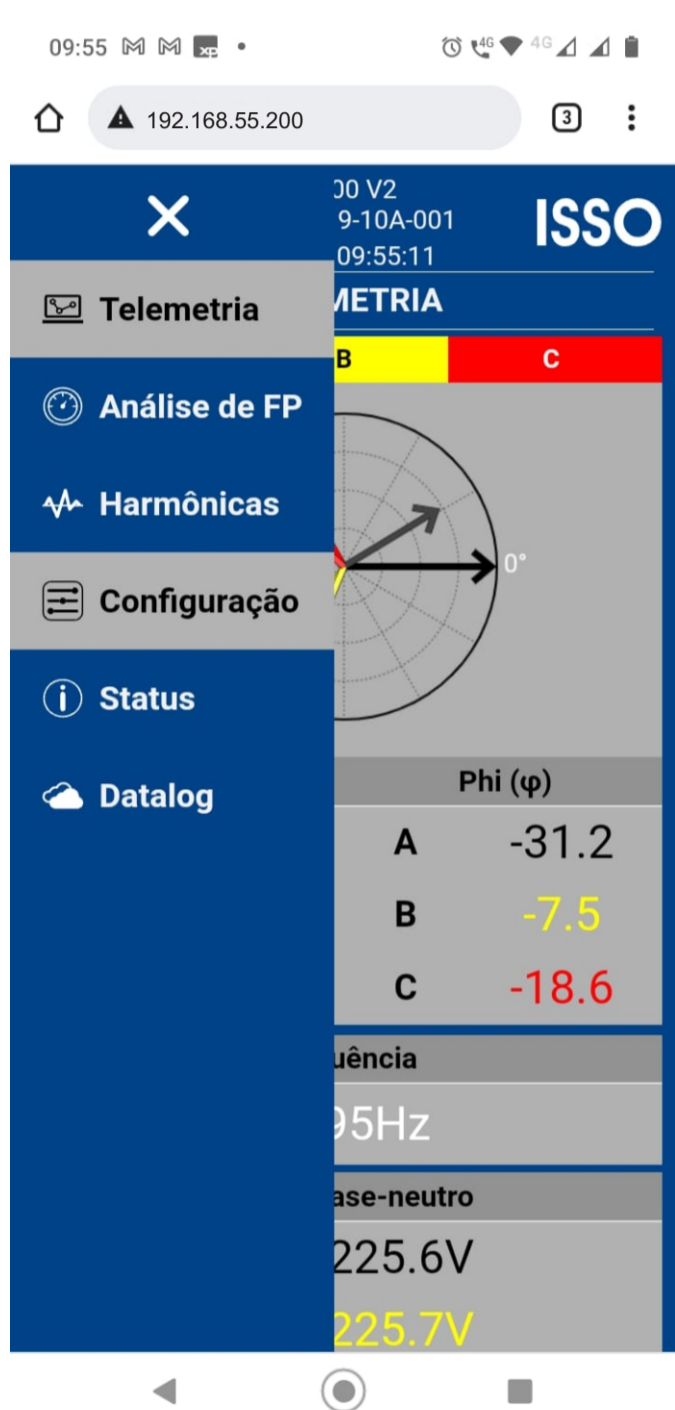 09:55
4G
4G
192.168.55.200
3
00 V2
9-10A-001
ISSO
09:55:11
METRIA
B
C
Telemetria
Análise de FP
Harmônicas
Configuração
Status
Datalog
0°
Phi (φ)
A
-31.2
B
-7.5
C
-18.6
uência
95Hz
ase-neutro
225.6V
225.7V